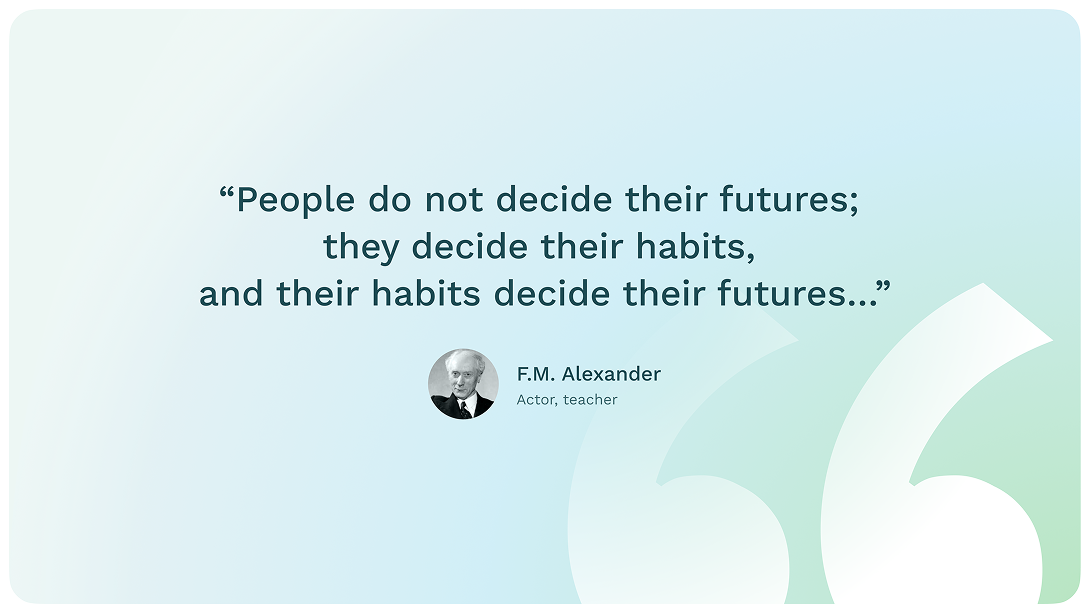 “People do not decide their futures;
they decide their habits,
and their habits decide their futures...”
F.M. Alexander
Actor, teacher